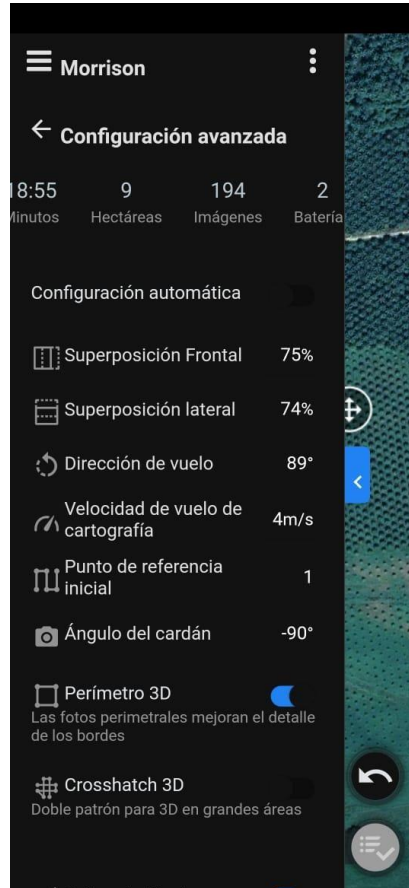 Morrison
Configuración avanzada
18:55 9 194 2
Minutos Hectáreas Imágenes Batería
Configuración automática
Superposición Frontal 75%
Superposición lateral 74%
Dirección de vuelo 89°
Velocidad de vuelo de
cartografía 4m/s
Punto de referencia
inicial 1
Ángulo del cardán -90°
Perímetro 3D
Las fotos perimetrales mejoran el detalle
de los bordes
Crosshatch 3D
Doble patrón para 3D en grandes áreas